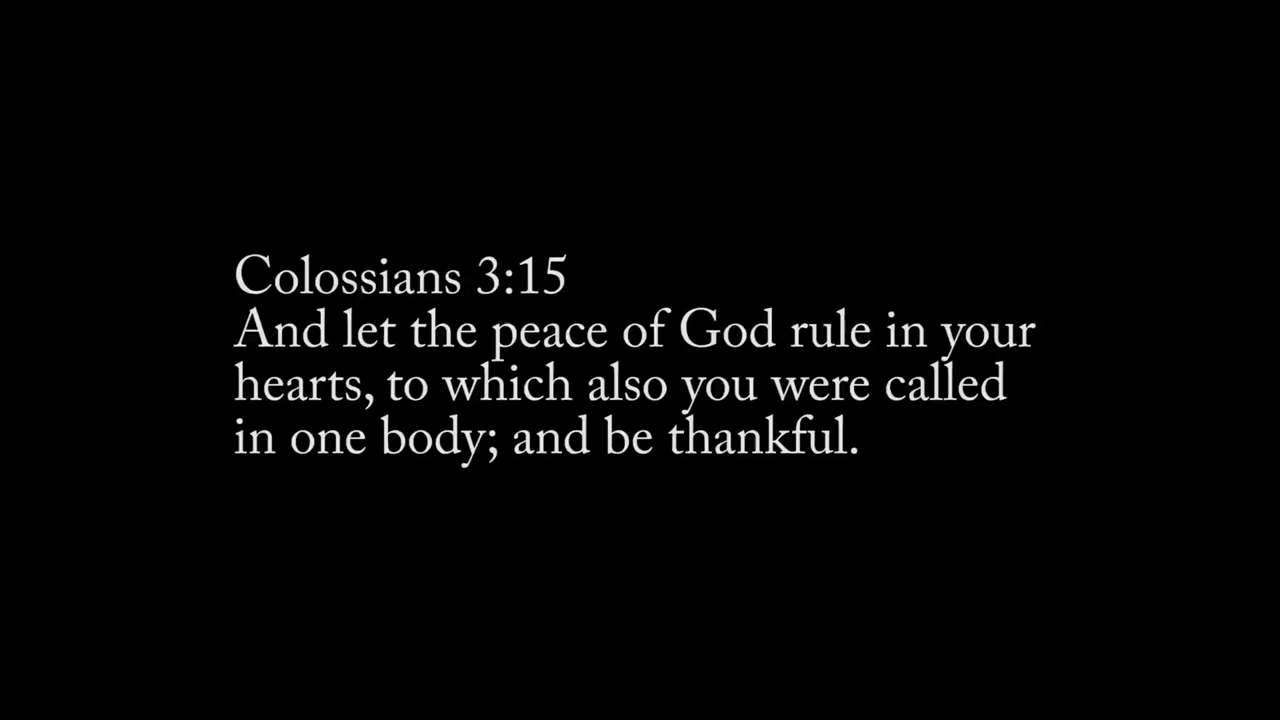 Colossians 3:15
And let the peace of God rule in your
hearts, to which also you were called
in one body; and be thankful.